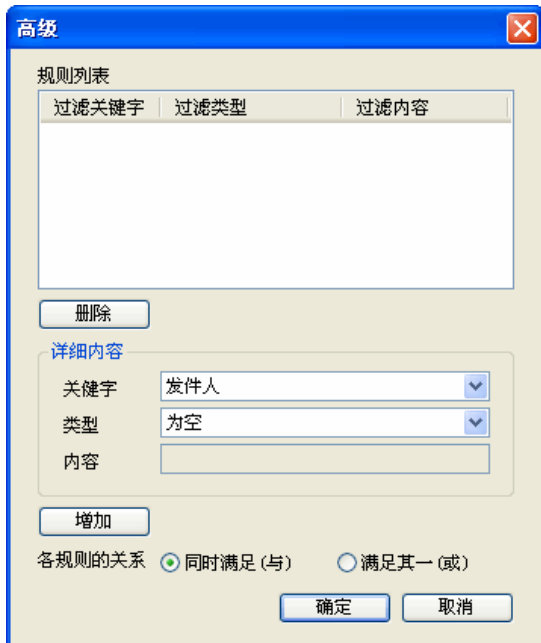 高级
规则列表
过滤关键字 过滤类型 过滤内容
删除
详细内容
关健字 发件人
类型 为空
内容
增加
各规则的关系 同时满足(与) 满足其一(或)
确定 取消